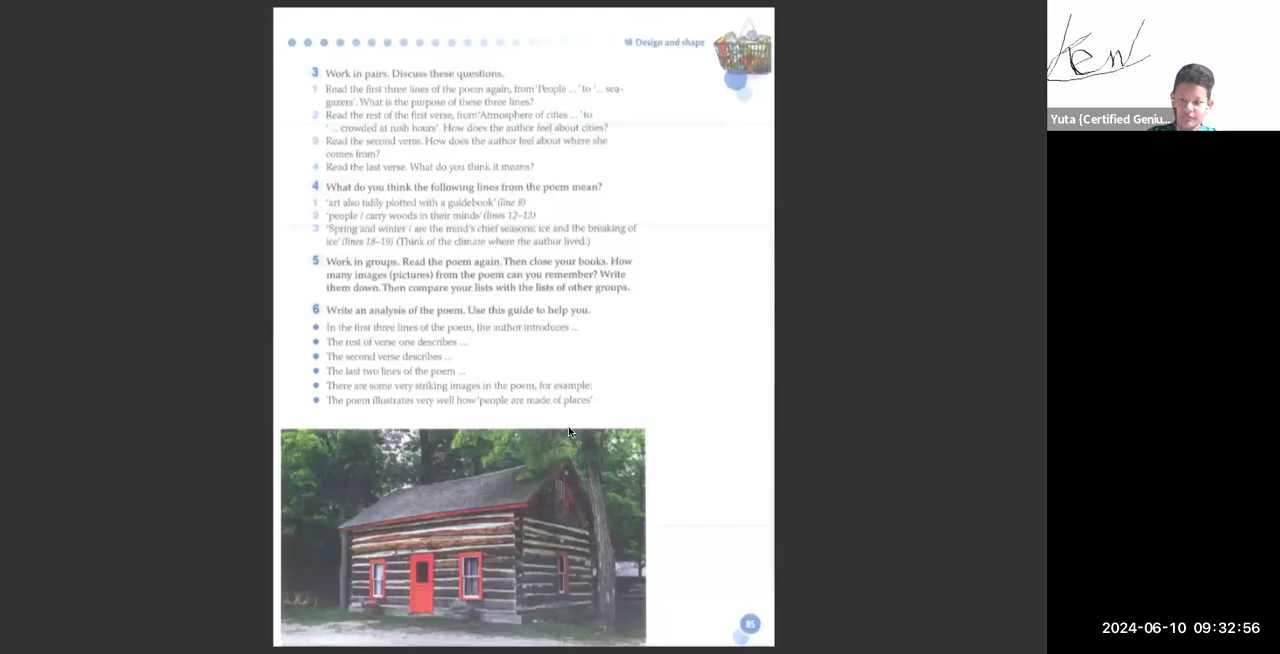 18 Design and shape
3 Work in pairs. Discuss these questions.
1 Read the first three lines of the poem again, from 'People ... ' to '... sea-
gazers'. What is the purpose of these three lines?
2 Read the rest of the first verse, from 'Atmosphere of cities ... ' to
' ... crowded at rush hours'. How does the author feel about cities?
3 Read the second verse. How does the author feel about where she
comes from?
4 Read the last verse. What do you think it means?
4 What do you think the following lines from the poem mean?
1 'art also tidily plotted with a guidebook' (line 8)
2 'people / carry woods in their minds' (lines 12–13)
3 'Spring and winter / are the mind's chief seasons: ice and the breaking of
ice' (lines 18–19) (Think of the climate where the author lived.)
5 Work in groups. Read the poem again. Then close your books. How
many images (pictures) from the poem can you remember? Write
them down. Then compare your lists with the lists of other groups.
6 Write an analysis of the poem. Use this guide to help you.
• In the first three lines of the poem, the author introduces ...
• The rest of verse one describes ....
• The second verse describes ...
• The last two lines of the poem ...
• There are some very striking images in the poem, for example:
• The poem illustrates very well how 'people are made of places'.
85
Ken
Yuta {Certified Geniu...
2024-06-10 09:32:56